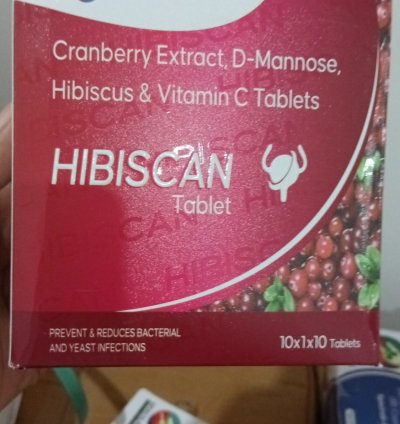 Cranberry Extract, D-Mannose,
Hibiscus & Vitamin C Tablets
HIBISCAN
Tablet
PREVENT & REDUCES BACTERIAL
AND YEAST INFECTIONS
10x1x10 Tablets